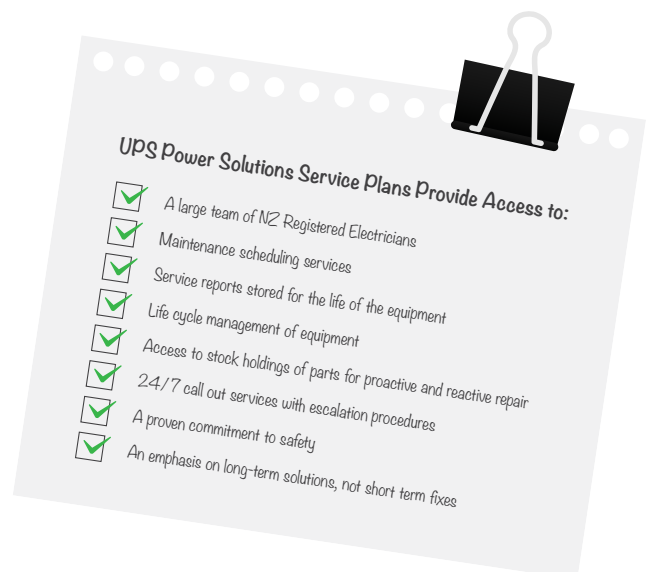 UPS Power Solutions Service Plans Provide Access to:
A large team of NZ Registered Electricians
Maintenance scheduling services
Service reports stored for the life of the equipment
Life cycle management of equipment
Access to stock holdings of parts for proactive and reactive repair
24/7 call out services with escalation procedures
A proven commitment to safety
An emphasis on long-term solutions, not short term fixes